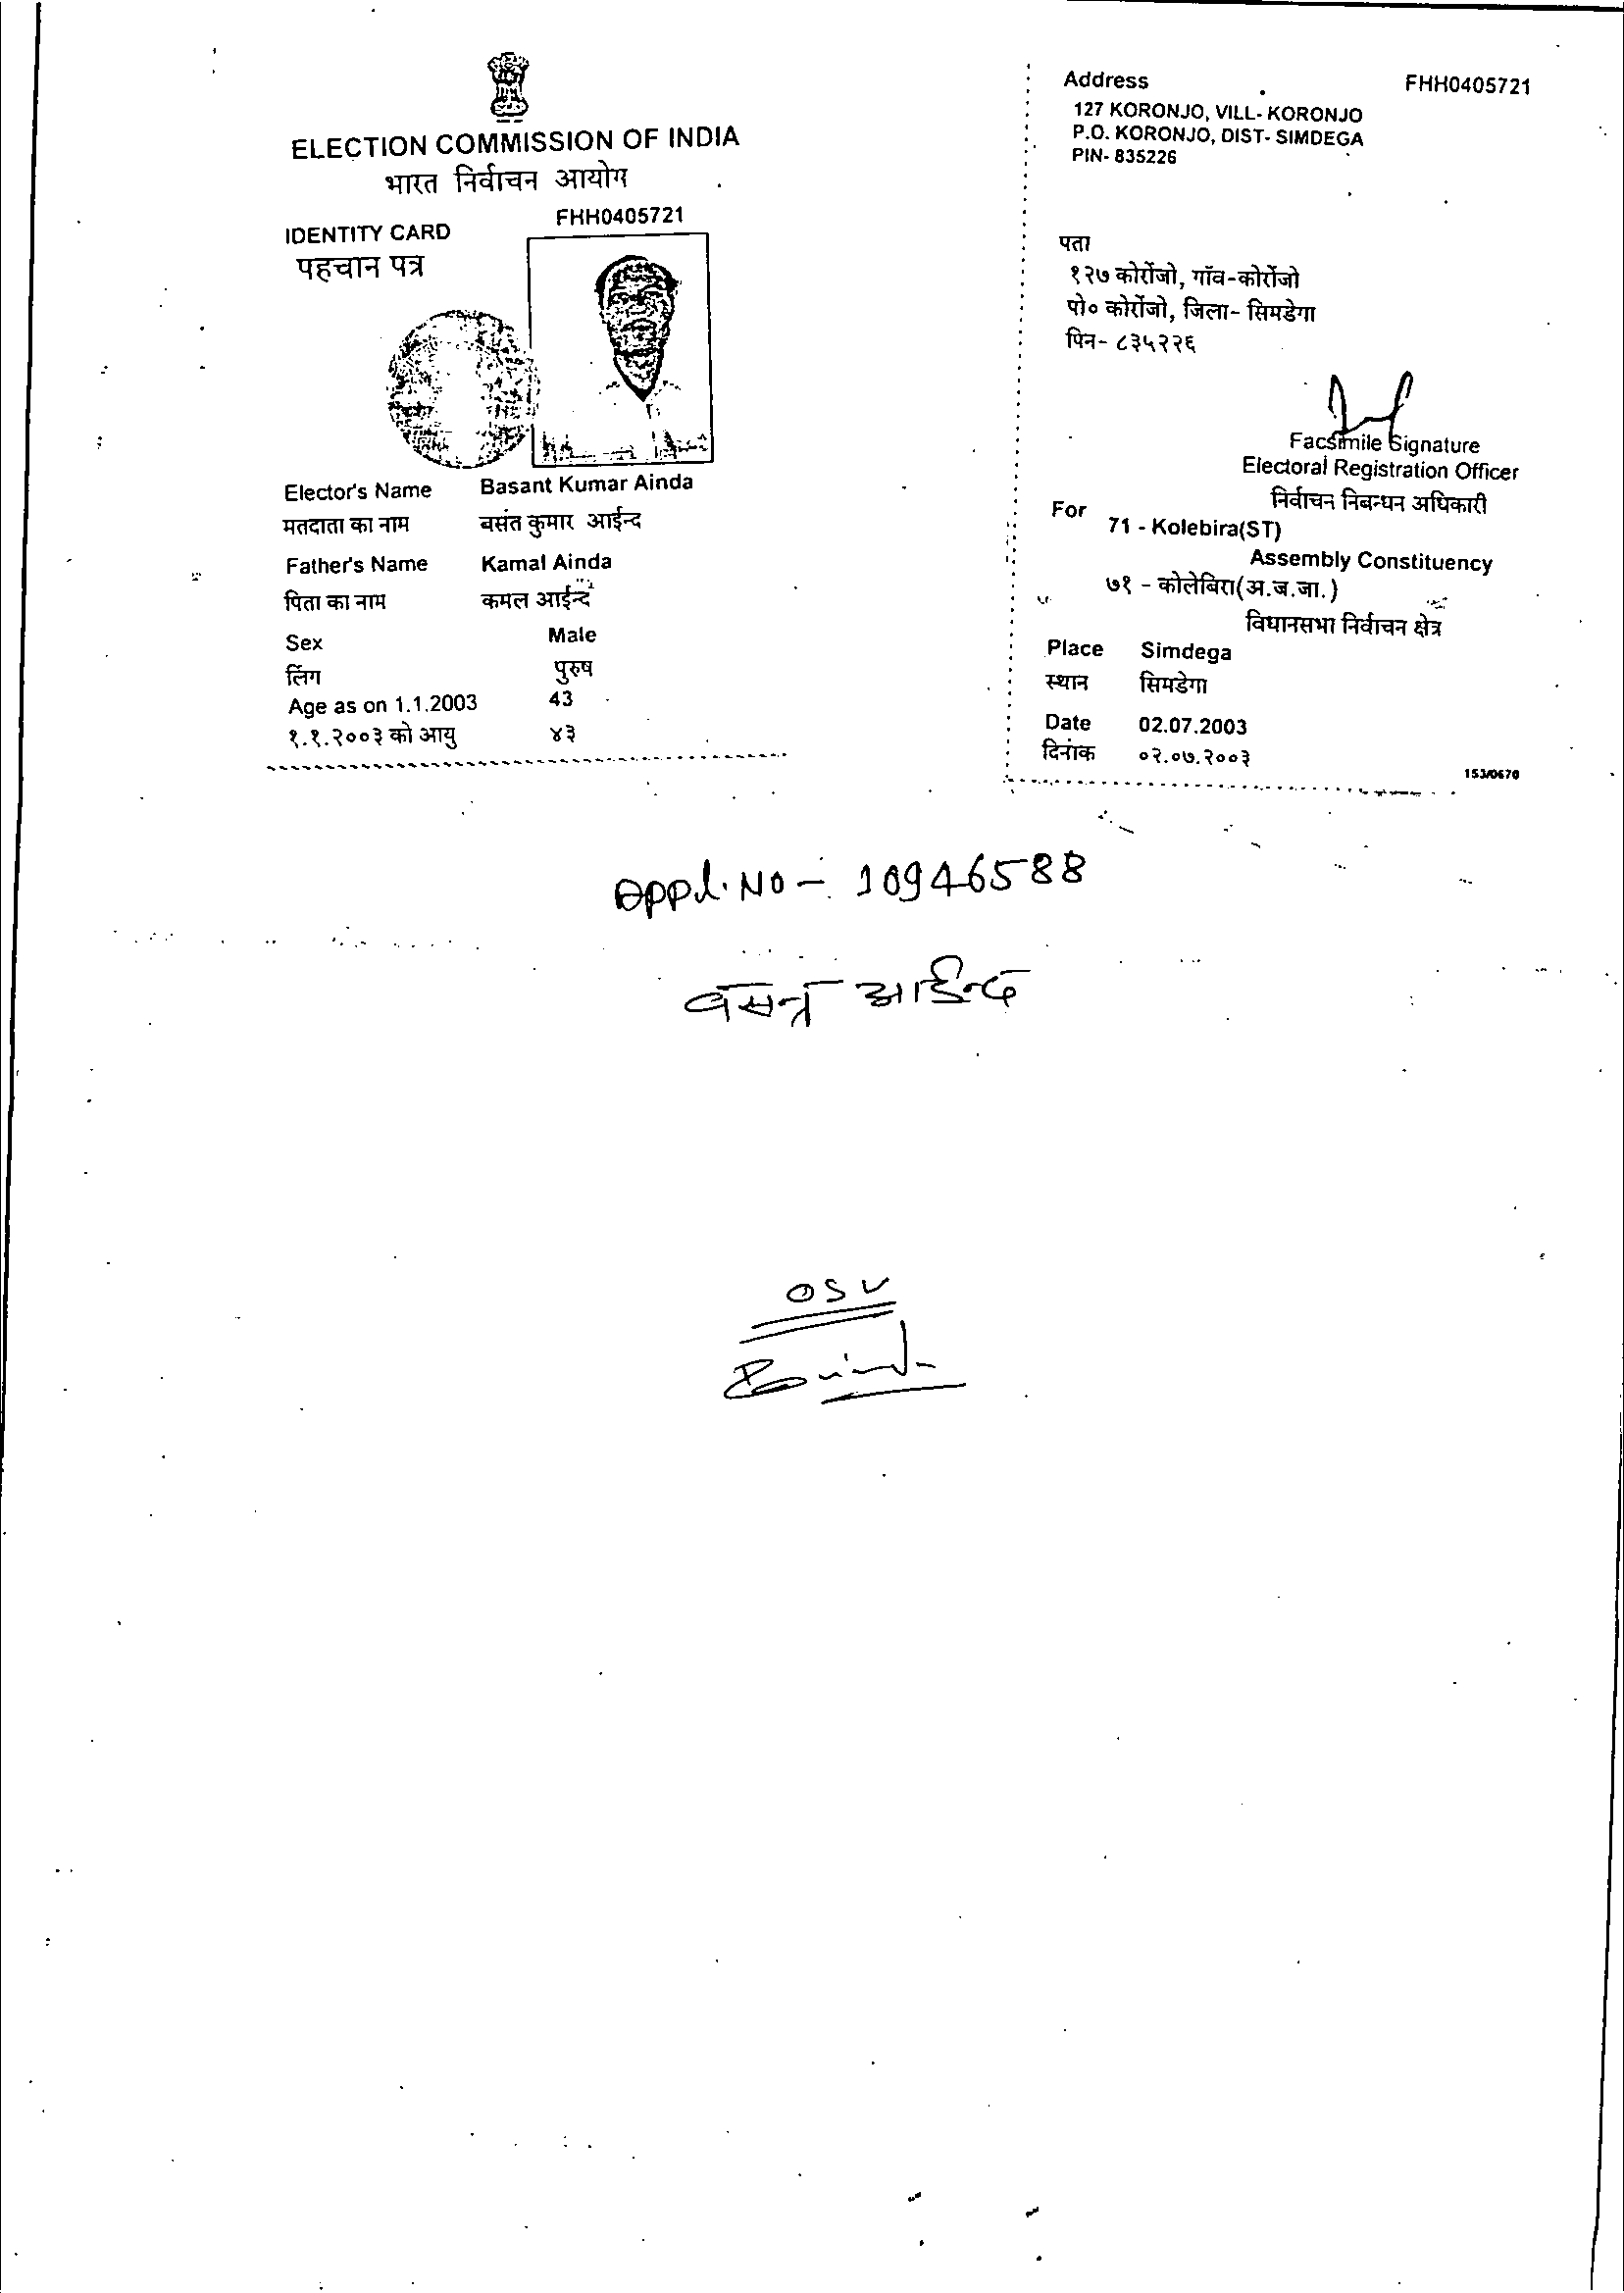 ELECTION COMMISSION OF INDIA
भारत निर्वाचन आयोग
FHH0405721
IDENTITY CARD
पहचान पत्र
Elector's Name Basant Kumar Ainda
मतदाता का नाम बसंत कुमार आईन्द
Father's Name Kamal Ainda
पिता का नाम कमल आईन्द
Sex Male
लिंग पुरुष
Age as on 1.1.2003 43
१.१.२००३ को आयु ४३
Address FHH0405721
127 KORONJO, VILL- KORONJO
P.O. KORONJO, DIST- SIMDEGA
PIN- 835226
पता
१२७ कोरोंजो, गाँव-कोरोंजो
पो० कोरोंजो, जिला- सिमडेगा
पिन- ८३५२२६
Facsimile Signature
Electoral Registration Officer
निर्वाचन निबन्धन अधिकारी
For 71 - Kolebira(ST)
Assembly Constituency
७१ - कोलेबिरा(अ.ज.जा.)
विधानसभा निर्वाचन क्षेत्र
Place Simdega
स्थान सिमडेगा
Date 02.07.2003
दिनांक ०२.०७.२००३
153/0670
Appl. No - 10946588
वसन्त आईन्द
OSV